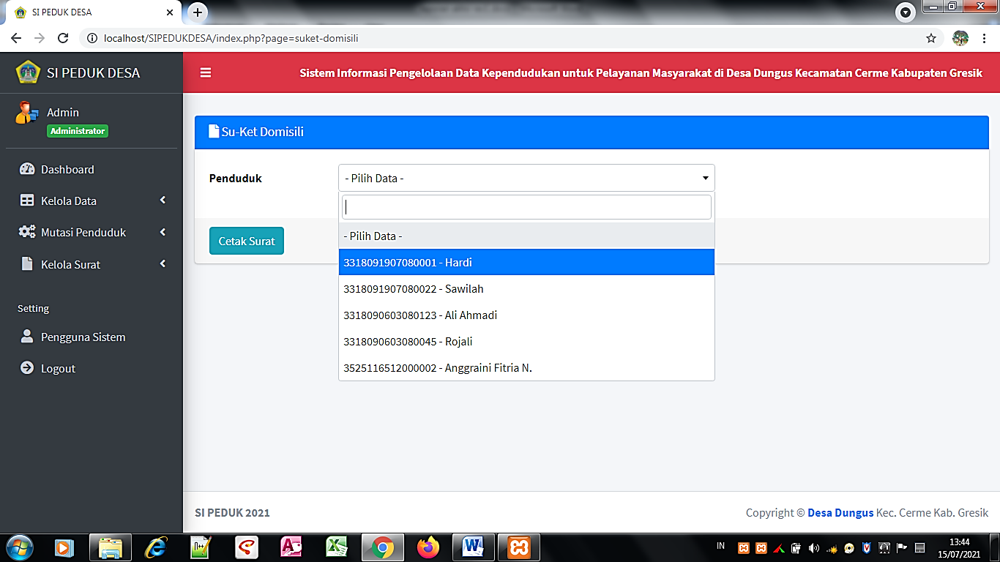 SI PEDUK DESA
localhost/SIPEDUKDESA/index.php?page=suket-domisili
SI PEDUK DESA
Sistem Informasi Pengelolaan Data Kependudukan untuk Pelayanan Masyarakat di Desa Dungus Kecamatan Cerme Kabupaten Gresik
Admin
Administrator
Dashboard
Kelola Data
Mutasi Penduduk
Kelola Surat
Setting
Pengguna Sistem
Logout
Su-Ket Domisili
Penduduk
- Pilih Data -
- Pilih Data -
3318091907080001 - Hardi
3318091907080022 - Sawilah
3318090603080123 - Ali Ahmadi
3318090603080045 - Rojali
3525116512000002 - Anggraini Fitria N.
Cetak Surat
SI PEDUK 2021
Copyright © Desa Dungus Kec. Cerme Kab. Gresik
IN
13:44
15/07/2021